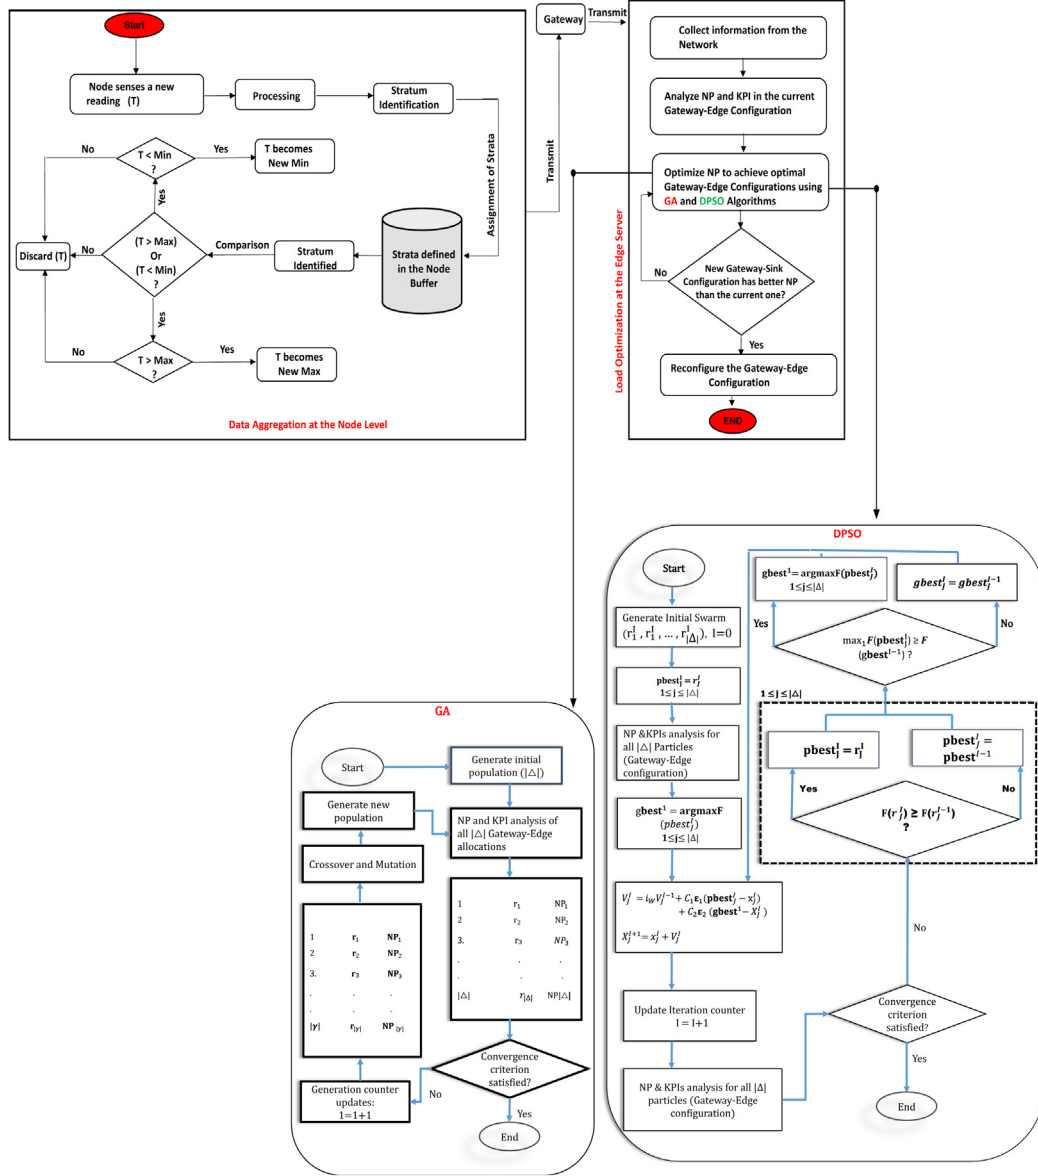 Start
Node senses a new
reading (T)
Processing
Stratum
Identification
Assignment of Strata
No
T < Min
?
Yes
T becomes
New Min
Yes
Discard (T)
No
(T > Max)
Or
(T < Min)
?
Comparison
Stratum
Identified
Strata defined
in the Node
Buffer
Yes
No
T > Max
?
Yes
T becomes
New Max
Data Aggregation at the Node Level
Transmit
Gateway
Transmit
Load Optimization at the Edge Server
Collect information from the
Network
Analyze NP and KPI in the current
Gateway-Edge Configuration
Optimize NP to achieve optimal
Gateway-Edge Configurations using
GA and DPSO Algorithms
No
New Gateway-Sink
Configuration has better NP
than the current one?
Yes
Reconfigure the Gateway-Edge
Configuration
END
GA
Start
Generate initial
population (|△|)
Generate new
population
NP and KPI analysis of
all |△| Gateway-Edge
allocations
Crossover and Mutation
1 r₁ NP₁
2 r₂ NP₂
3. r₃ NP₃
. . .
. . .
|△| r|Δ| NP|△|
1 r₁ NP₁
2 r₂ NP₂
3. r₃ NP₃
. . .
. . .
|γ| r|γ| NP|γ|
Convergence
criterion
satisfied?
No
Generation counter
updates:
1=1+1
Yes
End
DPSO
Start
Generate Initial Swarm
(r₁ᴵ, r₁ᴵ, ..., r|Δ|ᴵ), I=0
pbestⱼᴵ = rⱼᴵ
1≤ j ≤ |△|
NP &KPIs analysis for
all |△| Particles
(Gateway-Edge
configuration)
gbest¹ = argmaxF
(pbestⱼᴵ)
1≤j≤ |Δ|
Vⱼᴵ = i_W Vⱼᴵ⁻¹ + C₁ε₁(pbestⱼᴵ − xⱼᴵ)
+ C₂ε₂ (gbest¹ − Xⱼᴵ)
Xⱼᴵ⁺¹ = xⱼᴵ + Vⱼᴵ
Update Iteration counter
I = I+1
NP & KPIs analysis for all |Δ|
particles (Gateway-Edge
configuration)
gbest¹ = argmaxF(pbestⱼᴵ)
1≤j≤|Δ|
gbestⱼᴵ = gbestⱼᴵ⁻¹
Yes
No
max₁ F(pbestⱼᴵ) ≥ F
(gbestᴵ⁻¹) ?
1 ≤ j ≤ |Δ|
pbestⱼᴵ = rⱼᴵ
pbestⱼᴵ =
pbestᴵ⁻¹
Yes
No
F(rⱼᴵ) ≥ F(rⱼᴵ⁻¹)
?
No
Convergence
criterion
satisfied?
Yes
End